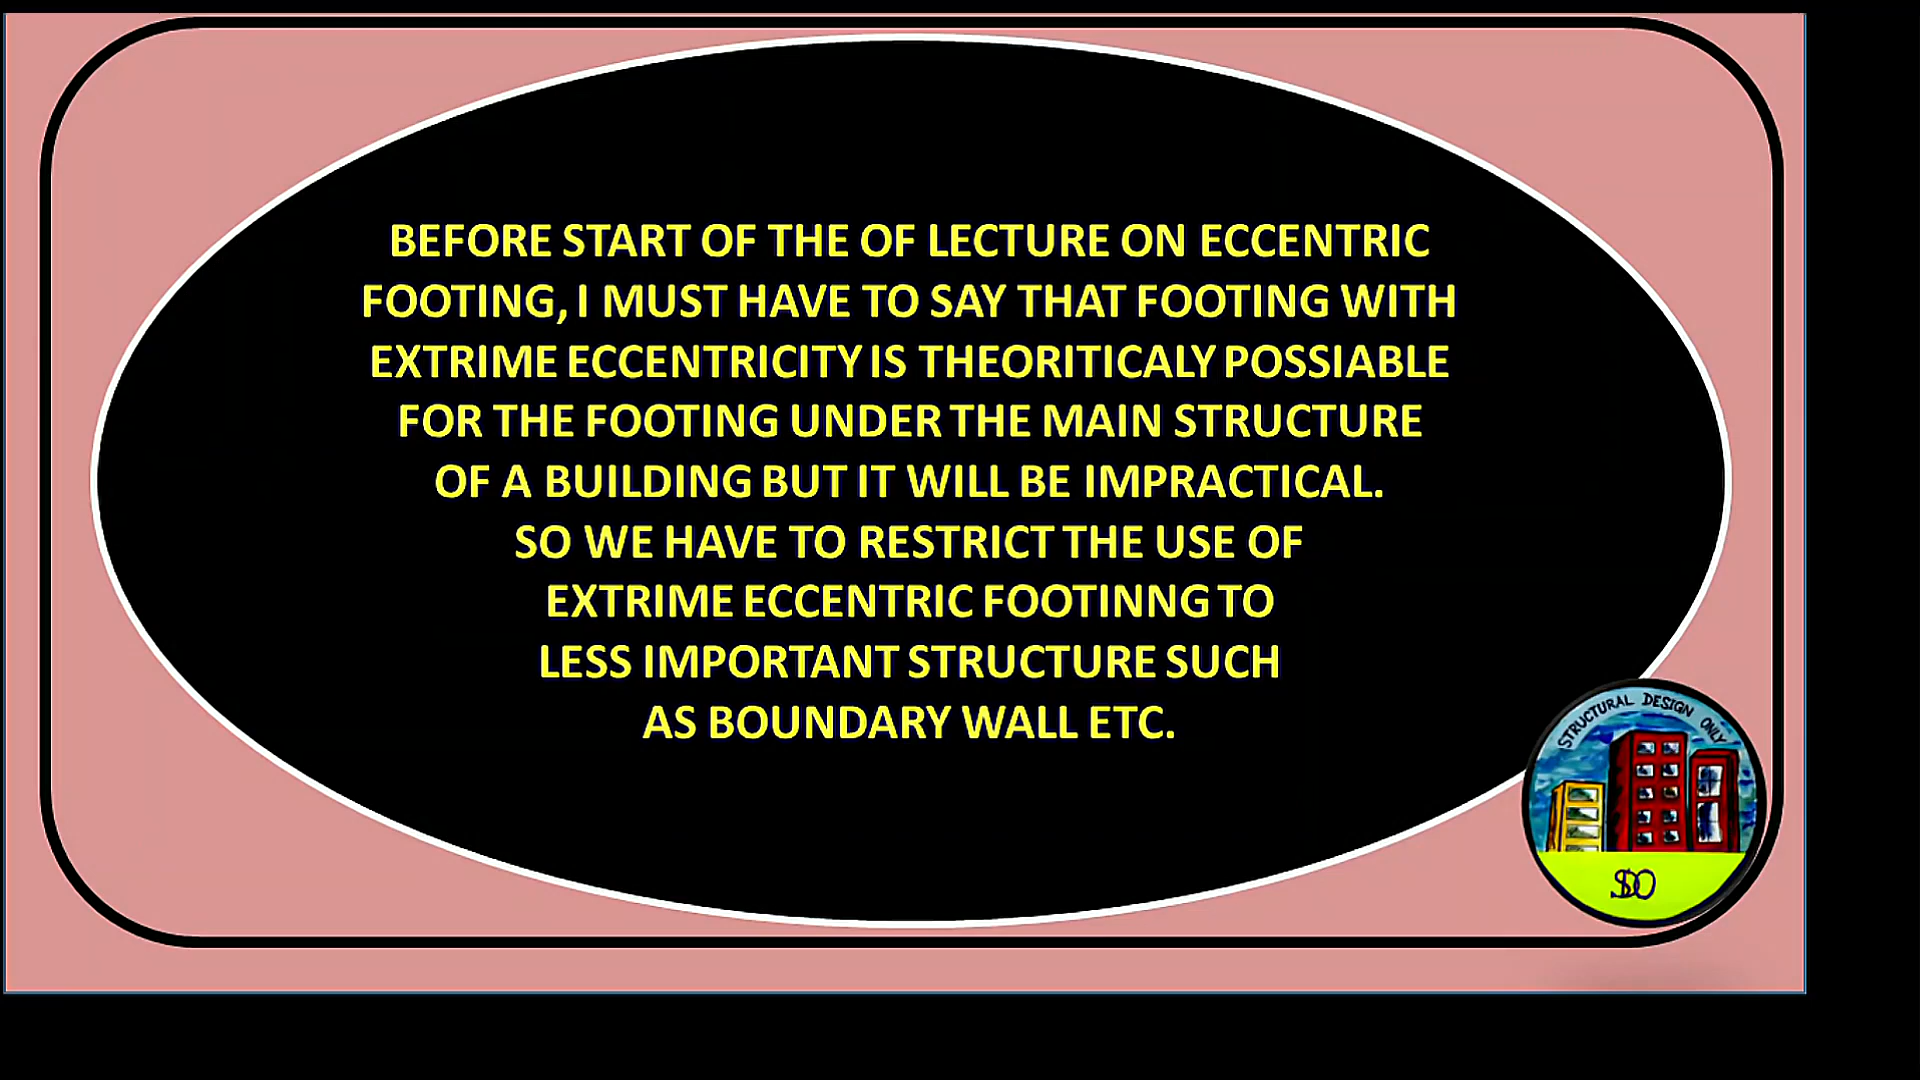 BEFORE START OF THE OF LECTURE ON ECCENTRIC
FOOTING, I MUST HAVE TO SAY THAT FOOTING WITH
EXTRIME ECCENTRICITY IS THEORITICALY POSSIABLE
FOR THE FOOTING UNDER THE MAIN STRUCTURE
OF A BUILDING BUT IT WILL BE IMPRACTICAL.
SO WE HAVE TO RESTRICT THE USE OF
EXTRIME ECCENTRIC FOOTINNG TO
LESS IMPORTANT STRUCTURE SUCH
AS BOUNDARY WALL ETC.
STRUCTURAL DESIGN ONLY
SDO